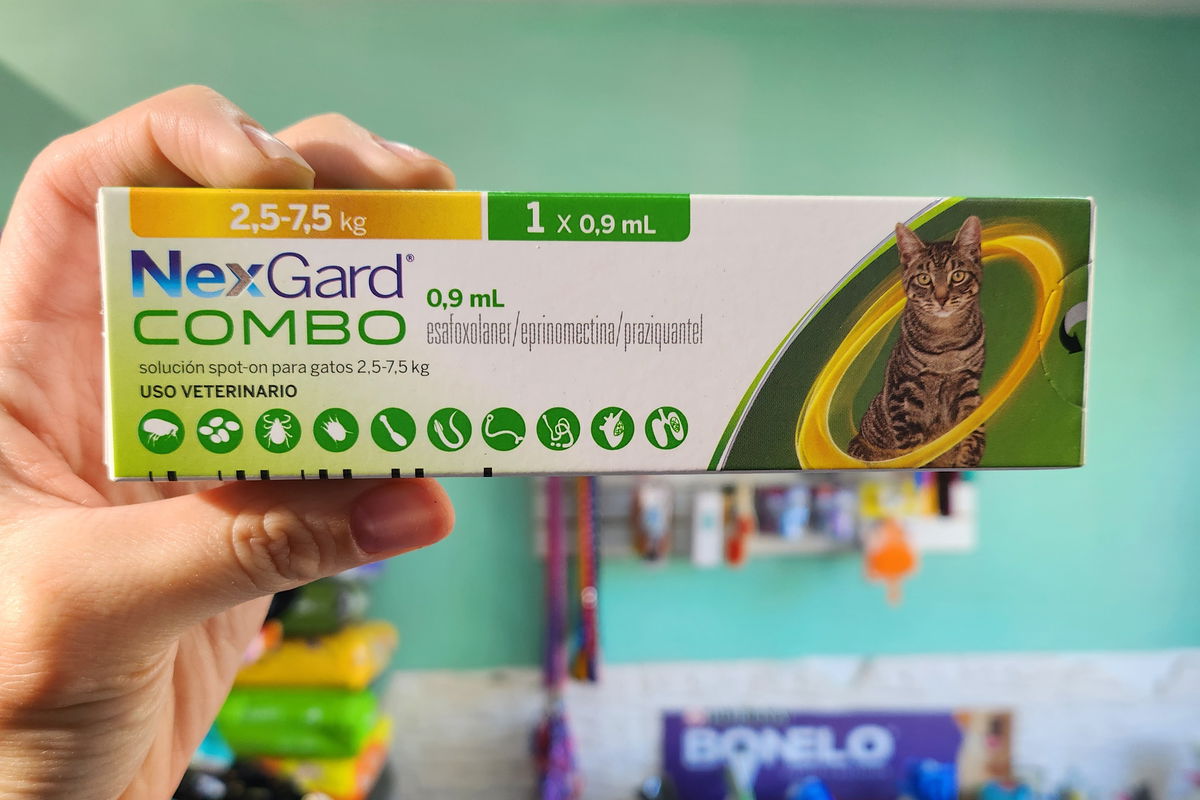 2,5-7,5 kg
1 x 0,9 mL
NexGard®
COMBO
0,9 mL
esafoxolaner/eprinomectina/praziquantel
solución spot-on para gatos 2,5-7,5 kg
USO VETERINARIO
BONELO